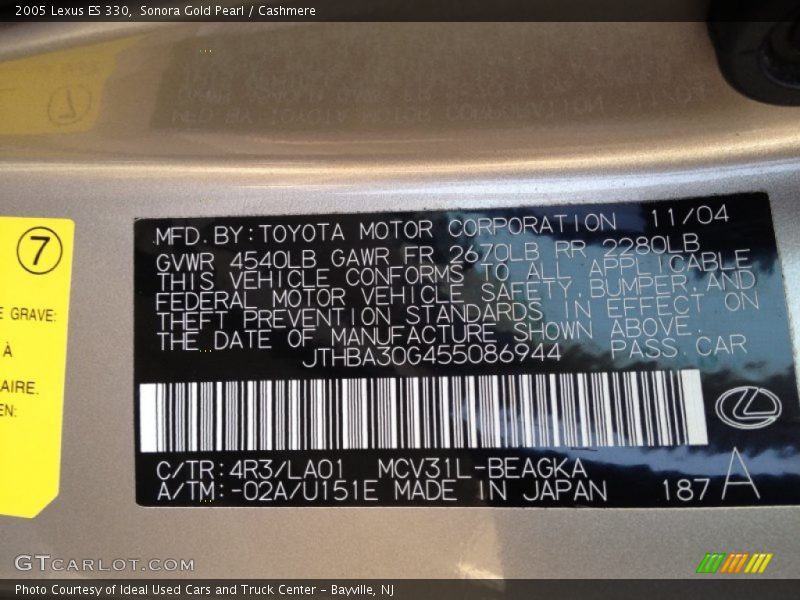 2005 Lexus ES 330,  Sonora Gold Pearl / Cashmere
MFD. BY: TOYOTA MOTOR CORPORATION 11/04
GVWR 4540LB GAWR FR 2670LB RR 2280LB
THIS VEHICLE CONFORMS TO ALL APPLICABLE
FEDERAL MOTOR VEHICLE SAFETY, BUMPER, AND
THEFT PREVENTION STANDARDS IN EFFECT ON
THE DATE OF MANUFACTURE SHOWN ABOVE.
JTHBA30G455086944 PASS. CAR
C/TR: 4R3/LA01 MCV31L-BEAGKA
A/TM: -02A/U151E MADE IN JAPAN 187 A
7
E GRAVE:
À
AIRE.
EN:
GTCARLOT.COM
Photo Courtesy of Ideal Used Cars and Truck Center – Bayville, NJ